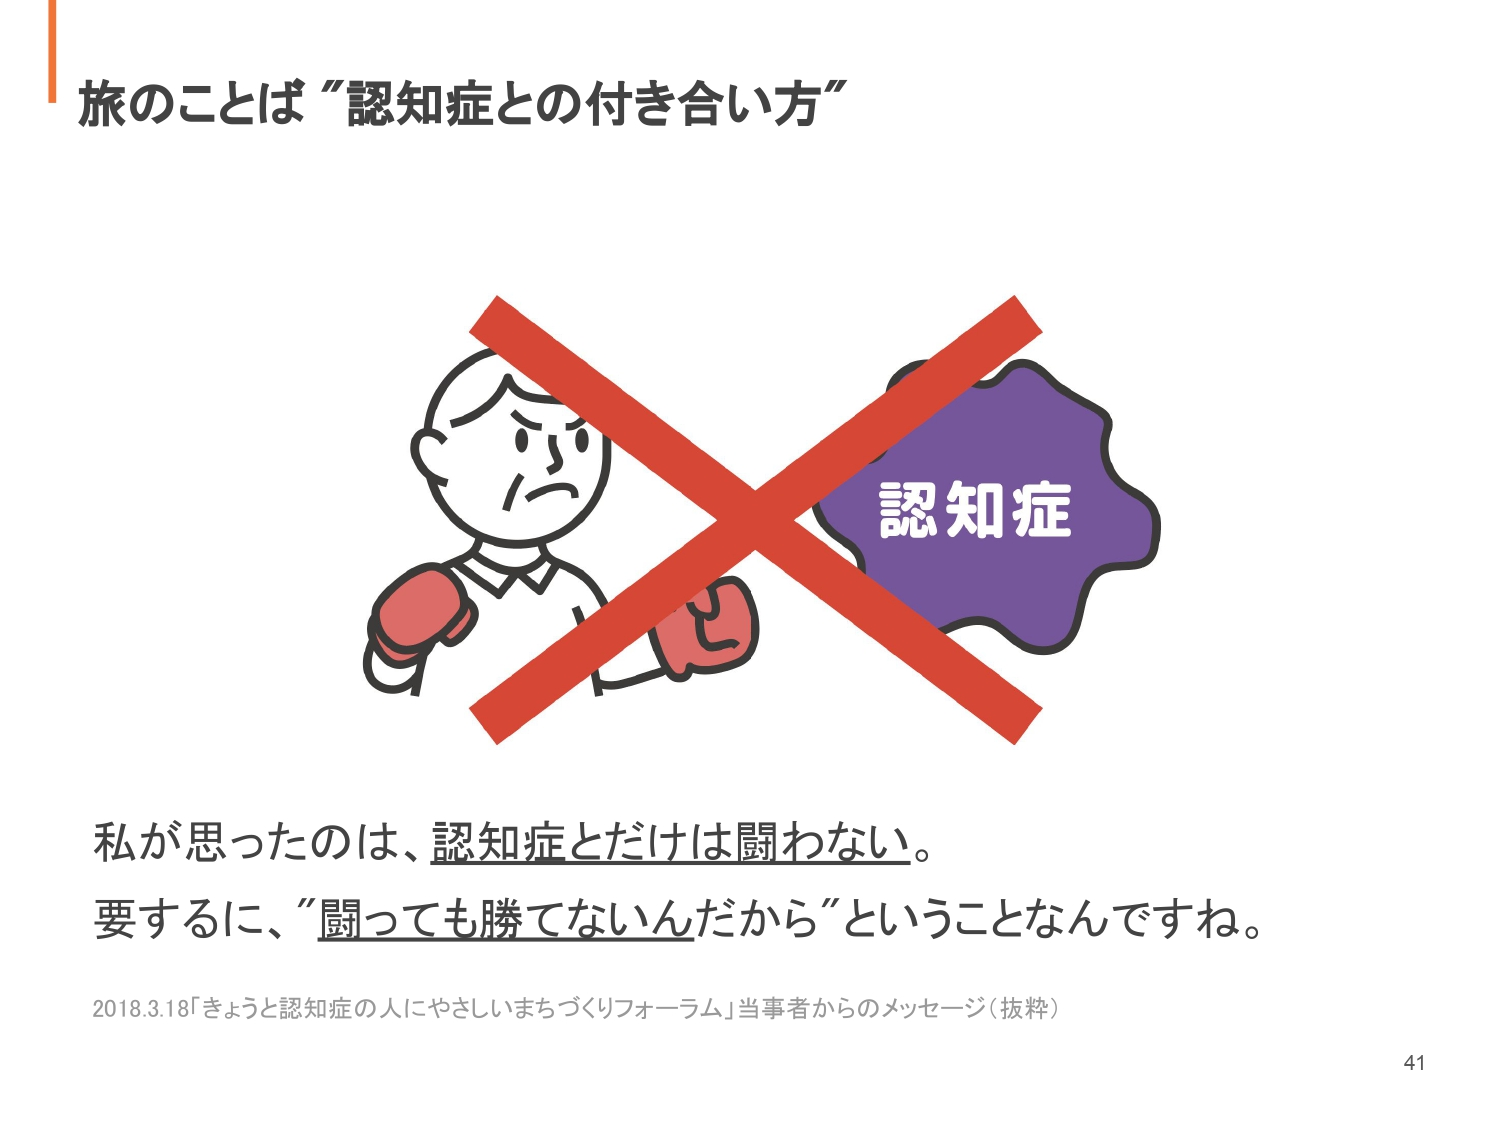 旅のことば ″認知症との付き合い方″
認知症
私が思ったのは、認知症とだけは闘わない。
要するに、″闘っても勝てないんだから″ということなんですね。
2018.3.18｢きょうと認知症の人にやさしいまちづくりフォーラム｣当事者からのメッセージ（抜粋）
41